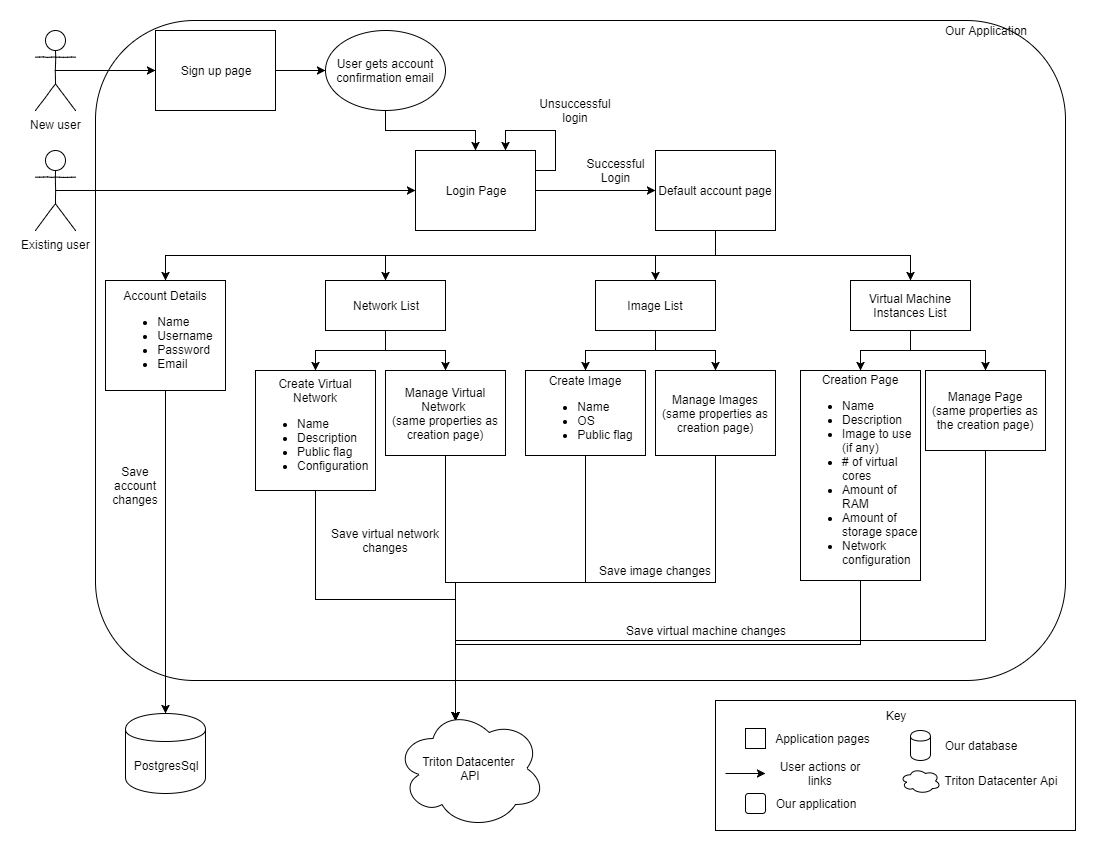 Our Application
Sign up page
User gets account
confirmation email
New user
Unsuccessful
login
Existing user
Login Page
Successful
Login
Default account page
Account Details
• Name
• Username
• Password
• Email
Network List
Image List
Virtual Machine
Instances List
Create Virtual
Network
• Name
• Description
• Public flag
• Configuration
Manage Virtual
Network
(same properties as
creation page)
Create Image
• Name
• OS
• Public flag
Manage Images
(same properties as
creation page)
Creation Page
• Name
• Description
• Image to use
(if any)
• # of virtual
cores
• Amount of
RAM
• Amount of
storage space
• Network
configuration
Manage Page
(same properties as
the creation page)
Save
account
changes
Save virtual network
changes
Save image changes
Save virtual machine changes
PostgresSql
Triton Datacenter
API
Key
Application pages
Our database
User actions or
links
Triton Datacenter Api
Our application